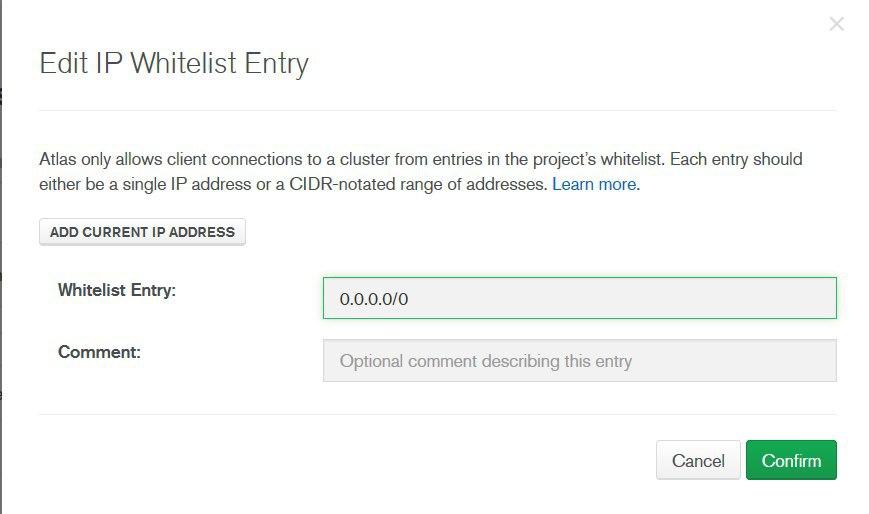 Edit IP Whitelist Entry
Atlas only allows client connections to a cluster from entries in the project's whitelist. Each entry should
either be a single IP address or a CIDR-notated range of addresses. Learn more.
ADD CURRENT IP ADDRESS
Whitelist Entry:
0.0.0.0/0
Comment:
Optional comment describing this entry
Cancel
Confirm